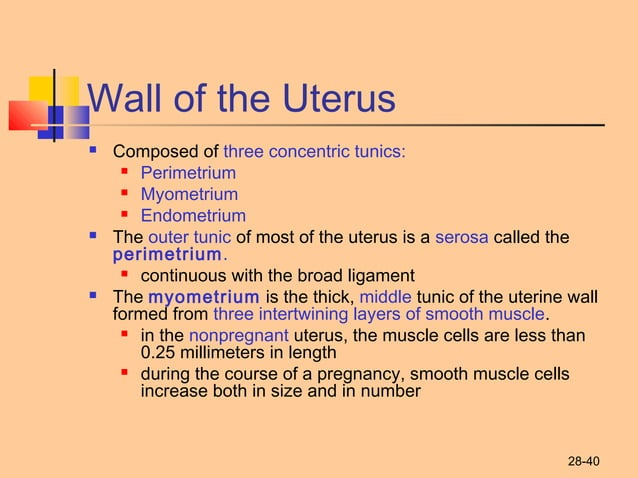 Wall of the Uterus
Composed of three concentric tunics:
Perimetrium
Myometrium
Endometrium
The outer tunic of most of the uterus is a serosa called the
perimetrium.
continuous with the broad ligament
The myometrium is the thick, middle tunic of the uterine wall
formed from three intertwining layers of smooth muscle.
in the nonpregnant uterus, the muscle cells are less than
0.25 millimeters in length
during the course of a pregnancy, smooth muscle cells
increase both in size and in number
28-40